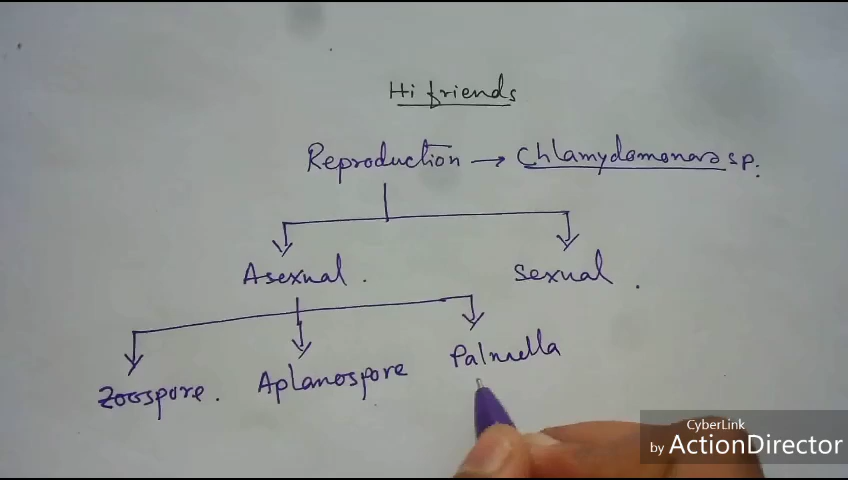 Hi friends
Reproduction → Chlamydomonas sp.
Asexual . Sexual .
Zoospore. Aplanospore Palmella
CyberLink
by ActionDirector